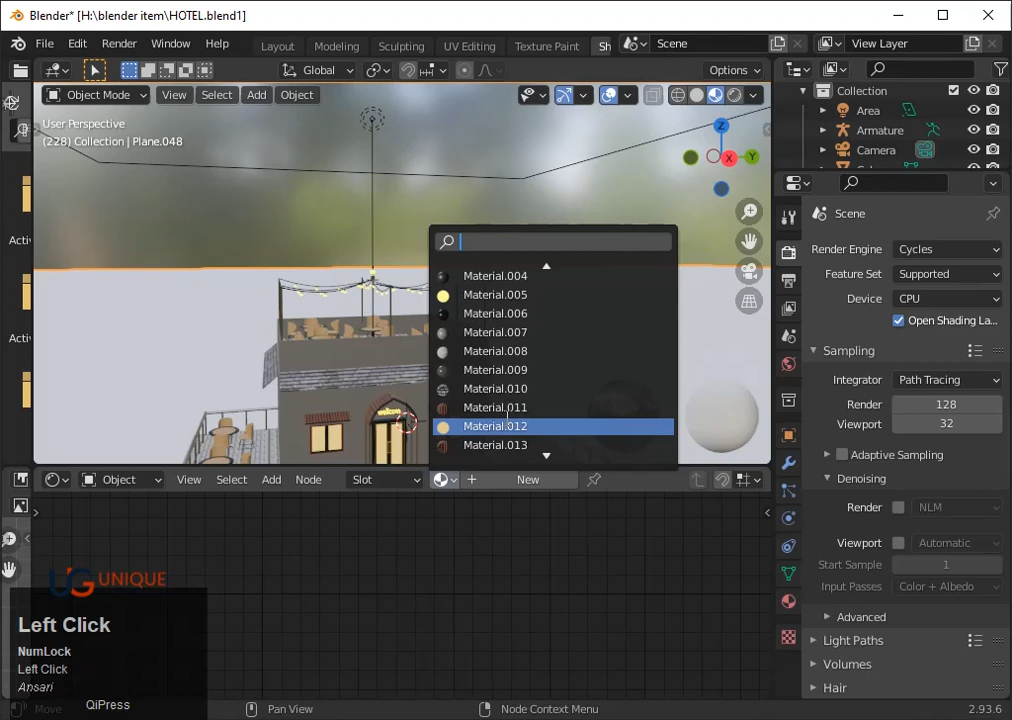 Blender* [H:\blender item\HOTEL.blend1]
File Edit Render Window Help
Layout Modeling Sculpting UV Editing Texture Paint Sh
Scene View Layer
Global Options
Object Mode View Select Add Object
User Perspective
(228) Collection | Plane.048
Z
X
Y
Collection
Area
Armature
Camera
Scene
Render Engine Cycles
Feature Set Supported
Device CPU
Open Shading La...
Sampling
Integrator Path Tracing
Render 128
Viewport 32
Adaptive Sampling
Denoising
Render NLM
Viewport Automatic
Start Sample 1
Input Passes Color + Albedo
Advanced
Light Paths
Volumes
Hair
Material.004
Material.005
Material.006
Material.007
Material.008
Material.009
Material.010
Material.011
Material.012
Material.013
Activ
Activ
Object View Select Add Node Slot New
UG UNIQUE
Left Click
NumLock
Left Click
Ansari
QiPress
Move Pan View Node Context Menu 2.93.6